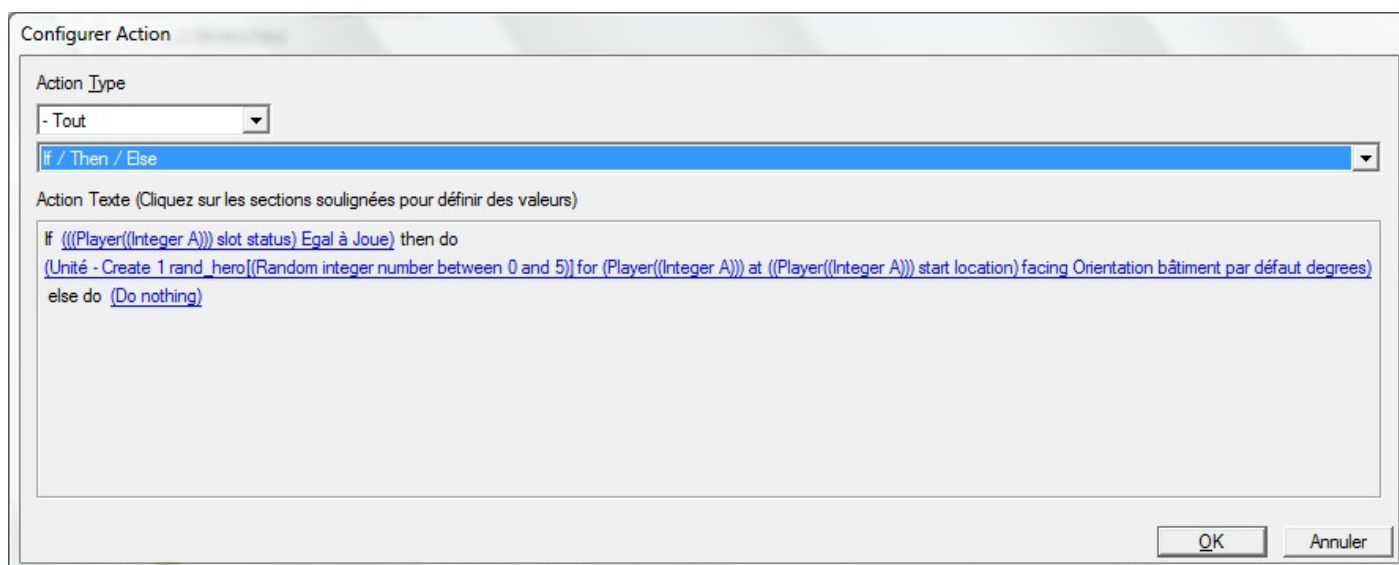 Configurer Action
Action Type
- Tout
If / Then / Else
Action Texte (Cliquez sur les sections soulignées pour définir des valeurs)
If (((Player((Integer A))) slot status) Egal à Joue) then do
(Unité - Create 1 rand_hero[(Random integer number between 0 and 5)] for (Player((Integer A))) at ((Player((Integer A))) start location) facing Orientation bâtiment par défaut degrees)
else do (Do nothing)
OK
Annuler